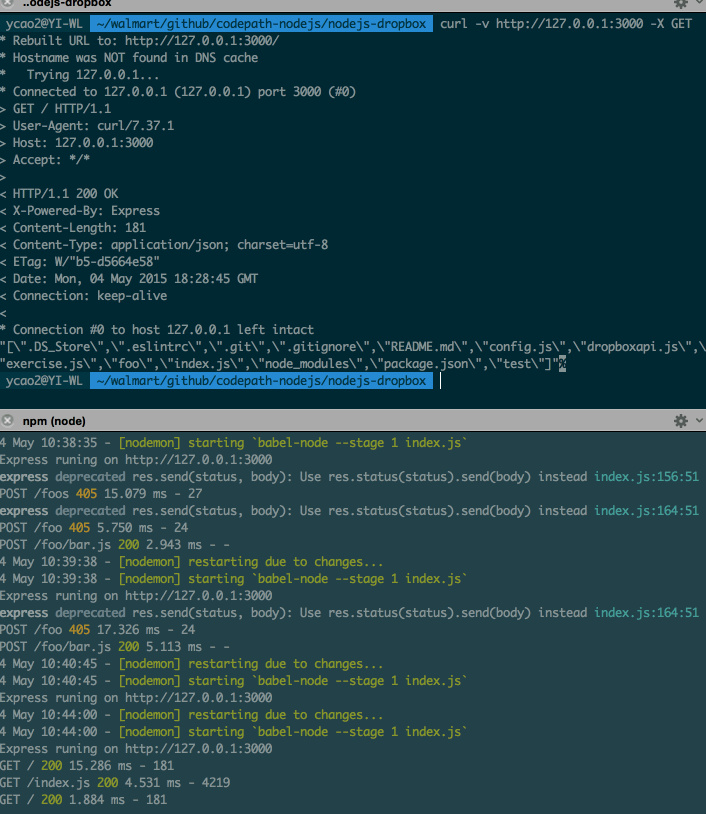 ..odejs-dropbox
ycao2@YI-WL ~/walmart/github/codepath-nodejs/nodejs-dropbox curl -v http://127.0.0.1:3000 -X GET
* Rebuilt URL to: http://127.0.0.1:3000/
* Hostname was NOT found in DNS cache
*   Trying 127.0.0.1...
* Connected to 127.0.0.1 (127.0.0.1) port 3000 (#0)
> GET / HTTP/1.1
> User-Agent: curl/7.37.1
> Host: 127.0.0.1:3000
> Accept: */*
>
< HTTP/1.1 200 OK
< X-Powered-By: Express
< Content-Length: 181
< Content-Type: application/json; charset=utf-8
< ETag: W/"b5-d5664e58"
< Date: Mon, 04 May 2015 18:28:45 GMT
< Connection: keep-alive
<
* Connection #0 to host 127.0.0.1 left intact
"[\".DS_Store\",\".eslintrc\",\".git\",\".gitignore\",\"README.md\",\"config.js\",\"dropboxapi.js\",\
"exercise.js\",\"foo\",\"index.js\",\"node_modules\",\"package.json\",\"test\"]"%
ycao2@YI-WL ~/walmart/github/codepath-nodejs/nodejs-dropbox
npm (node)
4 May 10:38:35 - [nodemon] starting `babel-node --stage 1 index.js`
Express runing on http://127.0.0.1:3000
express deprecated res.send(status, body): Use res.status(status).send(body) instead index.js:156:51
POST /foos 405 15.079 ms - 27
express deprecated res.send(status, body): Use res.status(status).send(body) instead index.js:164:51
POST /foo 405 5.750 ms - 24
POST /foo/bar.js 200 2.943 ms - -
4 May 10:39:38 - [nodemon] restarting due to changes...
4 May 10:39:38 - [nodemon] starting `babel-node --stage 1 index.js`
Express runing on http://127.0.0.1:3000
express deprecated res.send(status, body): Use res.status(status).send(body) instead index.js:164:51
POST /foo 405 17.326 ms - 24
POST /foo/bar.js 200 5.113 ms - -
4 May 10:40:45 - [nodemon] restarting due to changes...
4 May 10:40:45 - [nodemon] starting `babel-node --stage 1 index.js`
Express runing on http://127.0.0.1:3000
4 May 10:44:00 - [nodemon] restarting due to changes...
4 May 10:44:00 - [nodemon] starting `babel-node --stage 1 index.js`
Express runing on http://127.0.0.1:3000
GET / 200 15.286 ms - 181
GET /index.js 200 4.531 ms - 4219
GET / 200 1.884 ms - 181